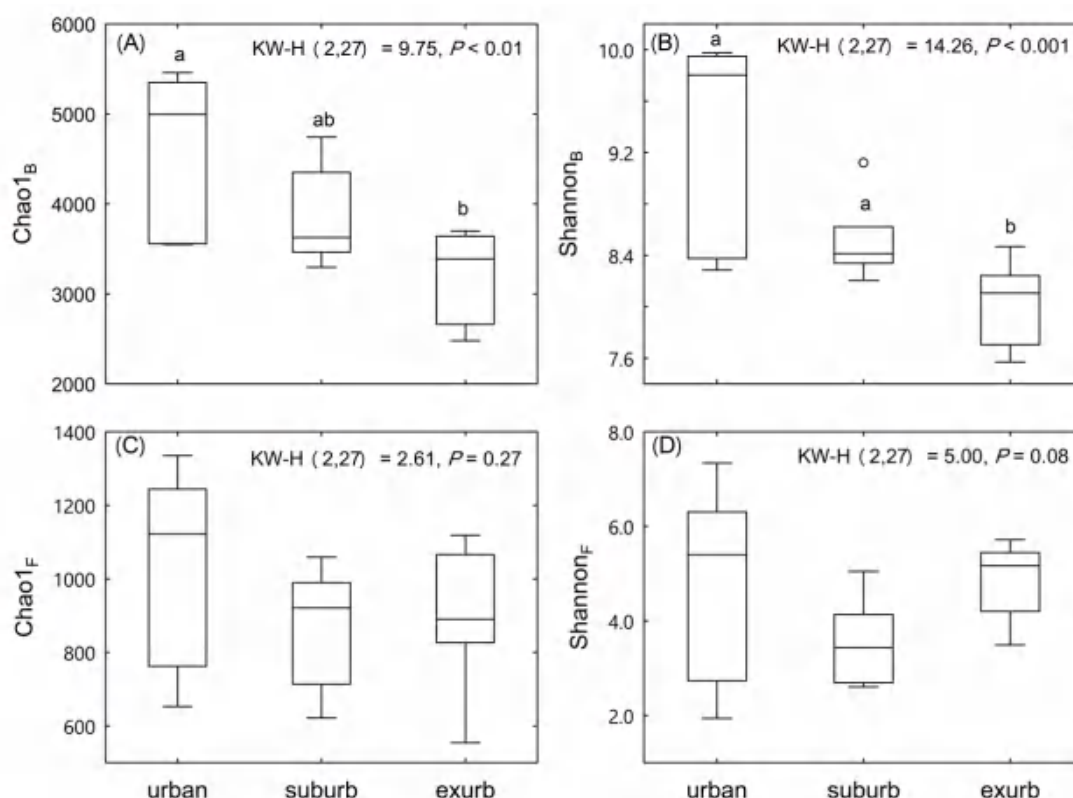 (A) KW-H (2,27) = 9.75, P < 0.01
a
ab
b
6000
5000
4000
3000
2000
Chao1B
(B) KW-H (2,27) = 14.26, P < 0.001
a
a
b
10.0
9.2
8.4
7.6
ShannonB
(C) KW-H (2,27) = 2.61, P = 0.27
1400
1200
1000
800
600
Chao1F
urban suburb exurb
(D) KW-H (2,27) = 5.00, P = 0.08
8.0
6.0
4.0
2.0
ShannonF
urban suburb exurb